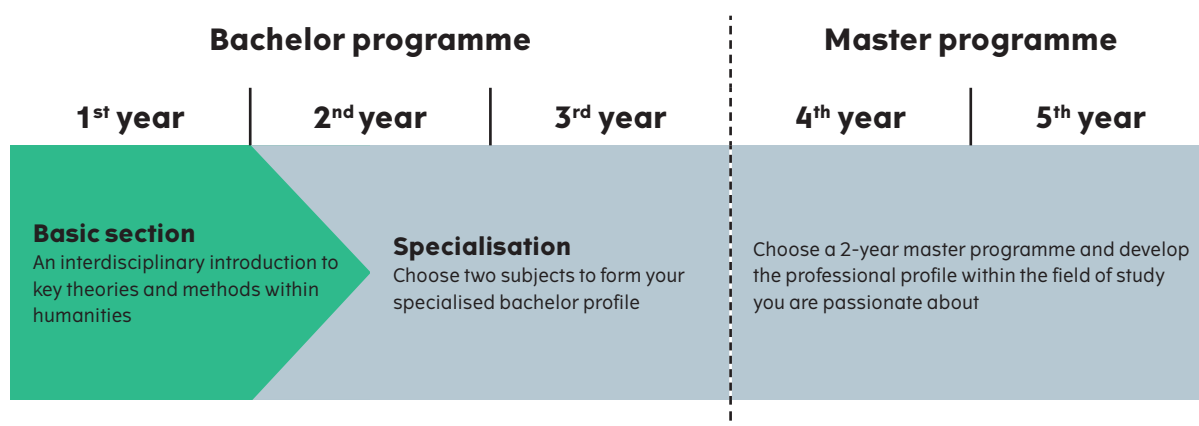 Bachelor programme
Master programme
1st year
2nd year
3rd year
4th year
5th year
Basic section
An interdisciplinary introduction to
key theories and methods within
humanities
Specialisation
Choose two subjects to form your
specialised bachelor profile
Choose a 2-year master programme and develop
the professional profile within the field of study
you are passionate about